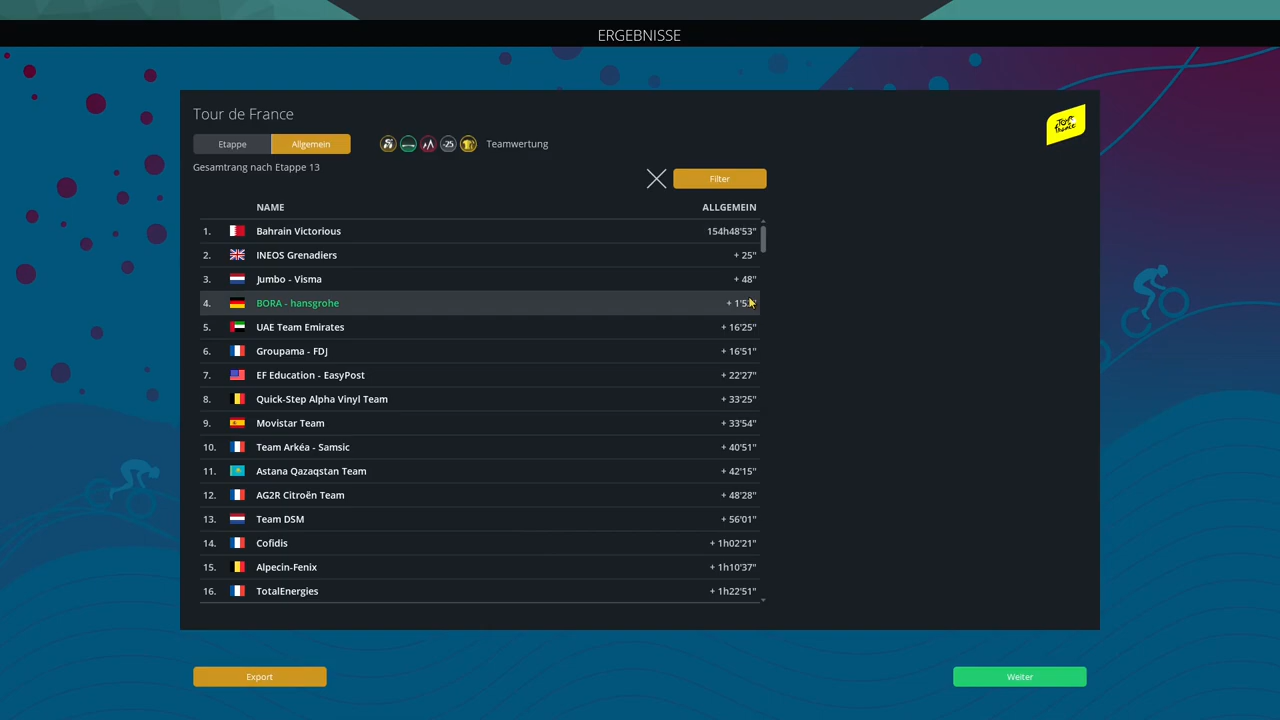 ERGEBNISSE
Tour de France
Etappe Allgemein -25 Teamwertung
Gesamtrang nach Etappe 13
Filter
NAME ALLGEMEIN
1. Bahrain Victorious 154h48'53"
2. INEOS Grenadiers + 25"
3. Jumbo - Visma + 48"
4. BORA - hansgrohe
5. UAE Team Emirates + 16'25"
6. Groupama - FDJ + 16'51"
7. EF Education - EasyPost + 22'27"
8. Quick-Step Alpha Vinyl Team + 33'25"
9. Movistar Team + 33'54"
10. Team Arkéa - Samsic + 40'51"
11. Astana Qazaqstan Team + 42'15"
12. AG2R Citroën Team + 48'28"
13. Team DSM + 56'01"
14. Cofidis + 1h02'21"
15. Alpecin-Fenix + 1h10'37"
16. TotalEnergies + 1h22'51"
Export Weiter